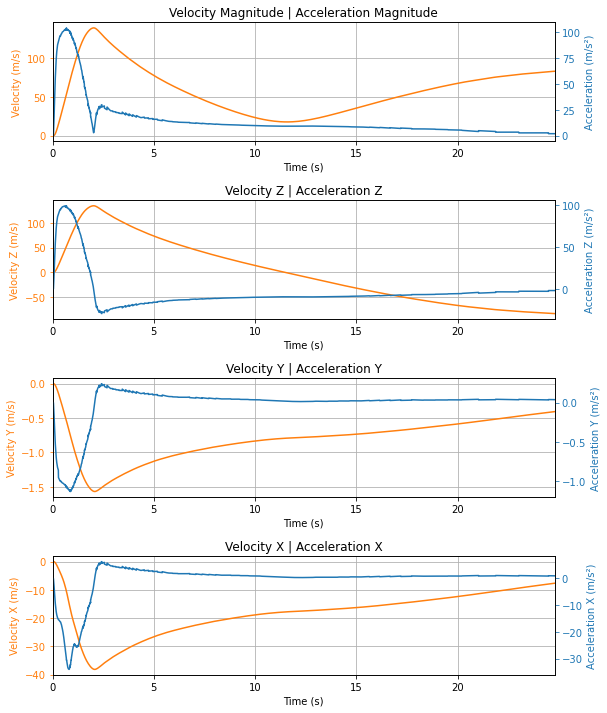 Velocity Magnitude | Acceleration Magnitude
Velocity (m/s)
100
50
0
100
75
50
25
0
Acceleration (m/s²)
0 5 10 15 20
Time (s)
Velocity Z | Acceleration Z
Velocity Z (m/s)
100
50
0
−50
100
50
0
Acceleration Z (m/s²)
0 5 10 15 20
Time (s)
Velocity Y | Acceleration Y
Velocity Y (m/s)
0.0
−0.5
−1.0
−1.5
0.0
−0.5
−1.0
Acceleration Y (m/s²)
0 5 10 15 20
Time (s)
Velocity X | Acceleration X
Velocity X (m/s)
0
−10
−20
−30
−40
0
−10
−20
−30
Acceleration X (m/s²)
0 5 10 15 20
Time (s)